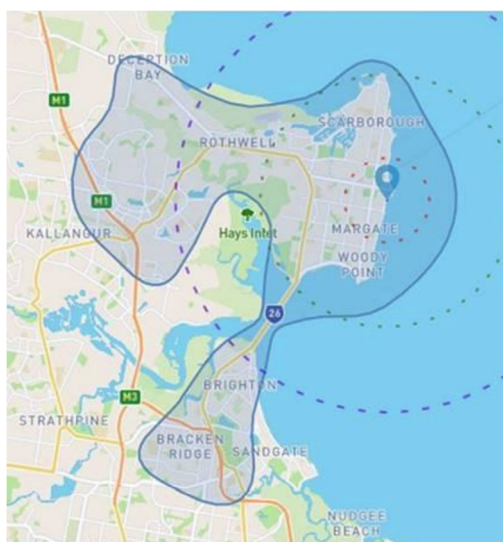 DECEPTION
BAY
M1
SCARBOROUGH
ROTHWELL
M1
KALLANGUR
Hays Inlet
MARGATE
WOODY
POINT
26
BRIGHTON
M3
STRATHPINE
BRACKEN
RIDGE
SANDGATE
NUDGEE
BEACH